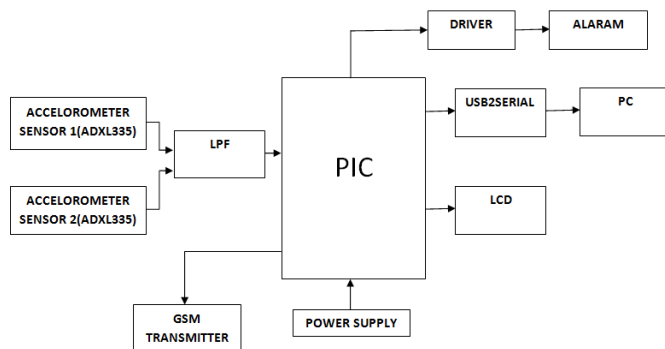 DRIVER
ALARAM
ACCELOROMETER
SENSOR 1(ADXL335)
LPF
PIC
USB2SERIAL
PC
ACCELOROMETER
SENSOR 2(ADXL335)
LCD
GSM
TRANSMITTER
POWER SUPPLY